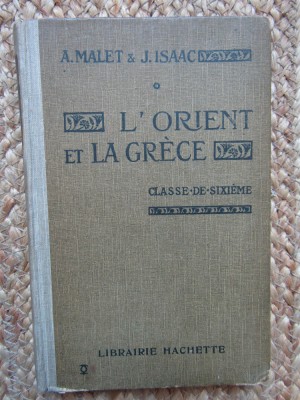 A. MALET & J. ISAAC
L'ORIENT
ET LA GRÈCE
CLASSE·DE·SIXIÈME
LIBRAIRIE HACHETTE